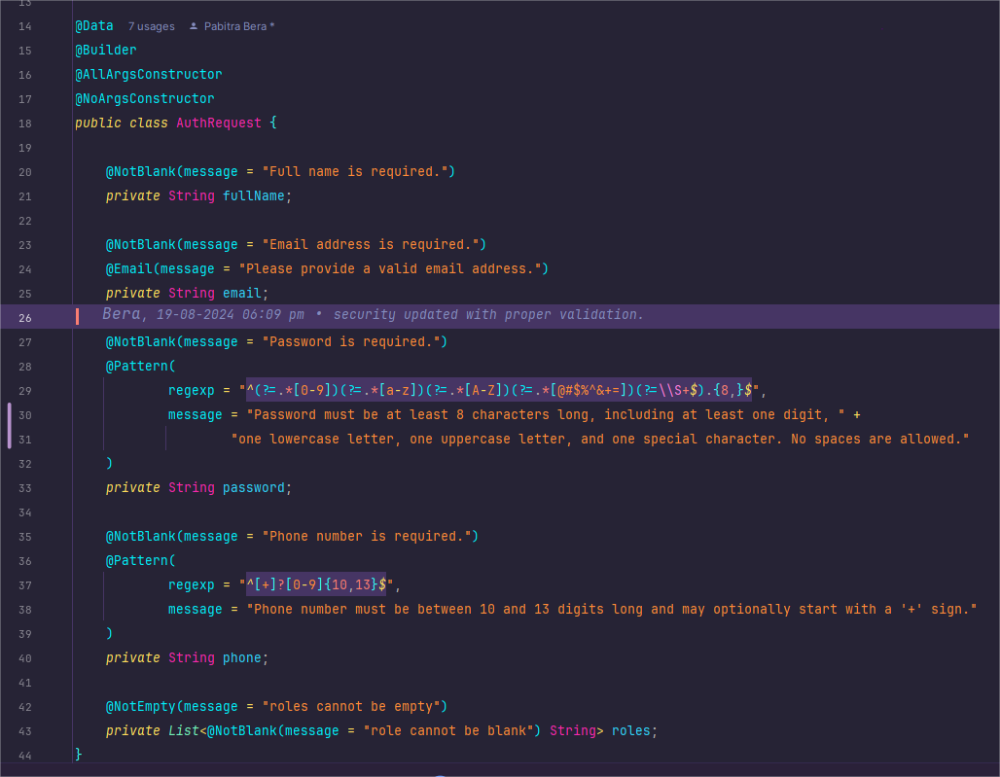 13
14 @Data 7 usages Pabitra Bera *
15 @Builder
16 @AllArgsConstructor
17 @NoArgsConstructor
18 public class AuthRequest {
19
20 @NotBlank(message = "Full name is required.")
21 private String fullName;
22
23 @NotBlank(message = "Email address is required.")
24 @Email(message = "Please provide a valid email address.")
25 private String email;
26 Bera, 19-08-2024 06:09 pm • security updated with proper validation.
27 @NotBlank(message = "Password is required.")
28 @Pattern(
29 regexp = "^(?=.*[0-9])(?=.*[a-z])(?=.*[A-Z])(?=.*[@#$%^&+=])(?=\\S+$).{8,}$",
30 message = "Password must be at least 8 characters long, including at least one digit, " +
31 "one lowercase letter, one uppercase letter, and one special character. No spaces are allowed."
32 )
33 private String password;
34
35 @NotBlank(message = "Phone number is required.")
36 @Pattern(
37 regexp = "^[+]?[0-9]{10,13}$",
38 message = "Phone number must be between 10 and 13 digits long and may optionally start with a '+' sign."
39 )
40 private String phone;
41
42 @NotEmpty(message = "roles cannot be empty")
43 private List<@NotBlank(message = "role cannot be blank") String> roles;
44 }